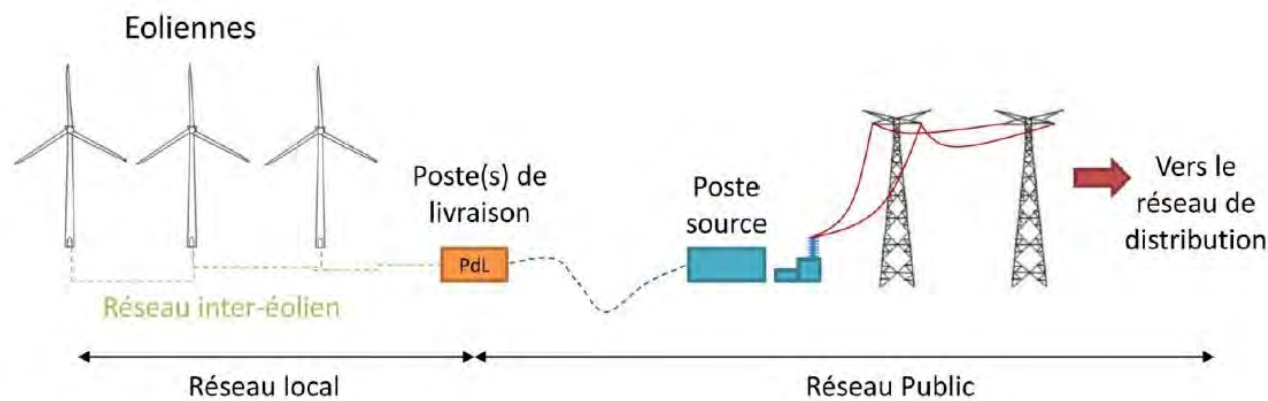 Eoliennes
Poste(s) de
livraison
PdL
Réseau inter-éolien
Poste
source
Vers le
réseau de
distribution
Réseau local
Réseau Public